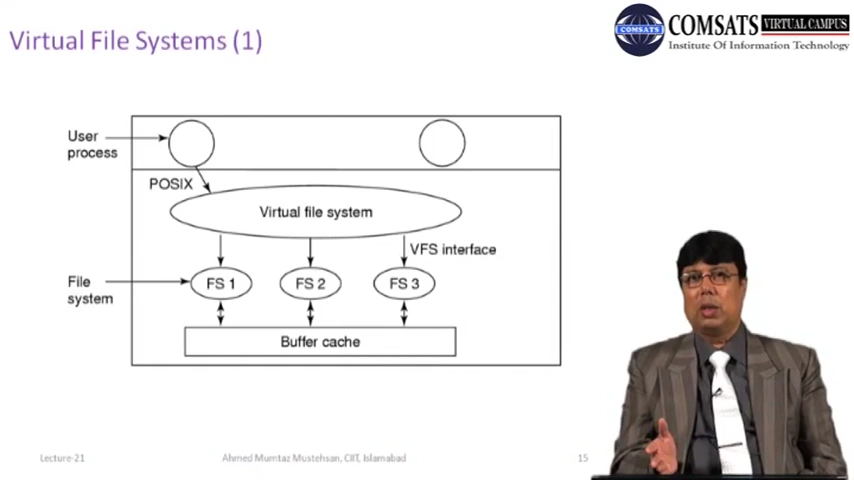 Virtual File Systems (1)
COMSATS VIRTUAL CAMPUS
Institute Of Information Technology
COMSATS
User
process
POSIX
Virtual file system
VFS interface
File
system
FS 1
FS 2
FS 3
Buffer cache
Lecture-21
Ahmed Mumtaz Mustehsan, CIIT, Islamabad
15